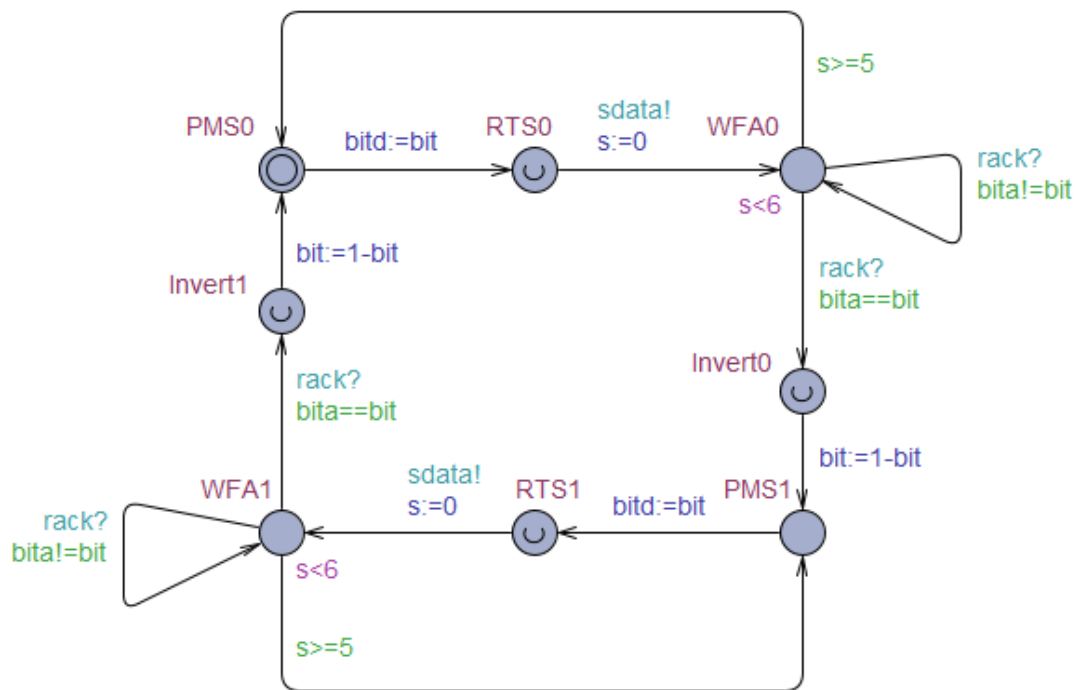 s>=5
PMS0
bitd:=bit
RTS0
sdata!
s:=0
WFA0
s<6
rack?
bita!=bit
bit:=1-bit
Invert1
rack?
bita==bit
rack?
bita==bit
Invert0
bit:=1-bit
WFA1
sdata!
s:=0
RTS1
bitd:=bit
PMS1
rack?
bita!=bit
s<6
s>=5